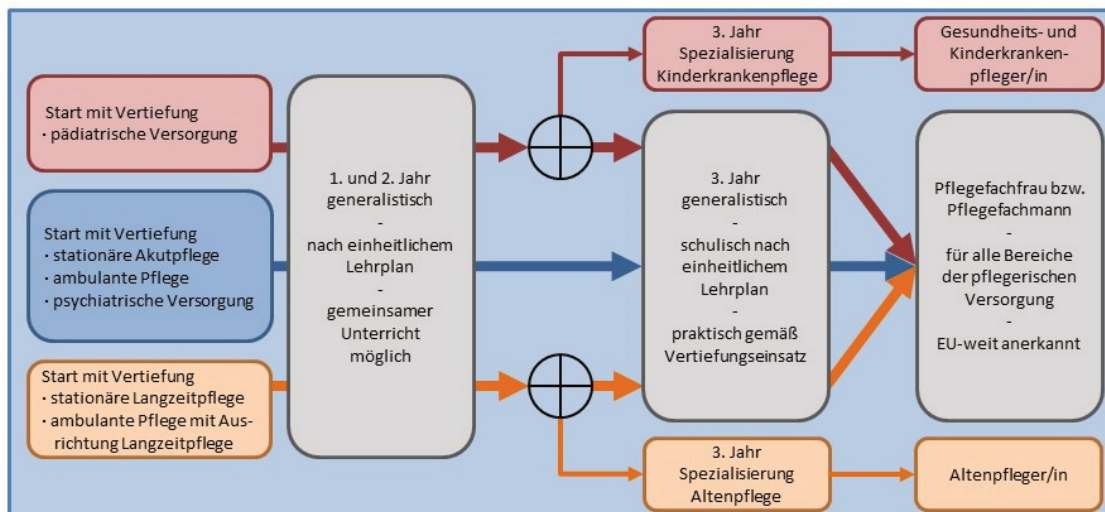 Start mit Vertiefung
· pädiatrische Versorgung
Start mit Vertiefung
· stationäre Akutpflege
· ambulante Pflege
· psychiatrische Versorgung
Start mit Vertiefung
· stationäre Langzeitpflege
· ambulante Pflege mit Aus-
richtung Langzeitpflege
1. und 2. Jahr
generalistisch
-
nach einheitlichem
Lehrplan
-
gemeinsamer
Unterricht
möglich
3. Jahr
Spezialisierung
Kinderkrankenpflege
3. Jahr
generalistisch
-
schulisch nach
einheitlichem
Lehrplan
-
praktisch gemäß
Vertiefungseinsatz
3. Jahr
Spezialisierung
Altenpflege
Gesundheits- und
Kinderkranken-
pfleger/in
Pflegefachfrau bzw.
Pflegefachmann
-
für alle Bereiche
der pflegerischen
Versorgung
-
EU-weit anerkannt
Altenpfleger/in